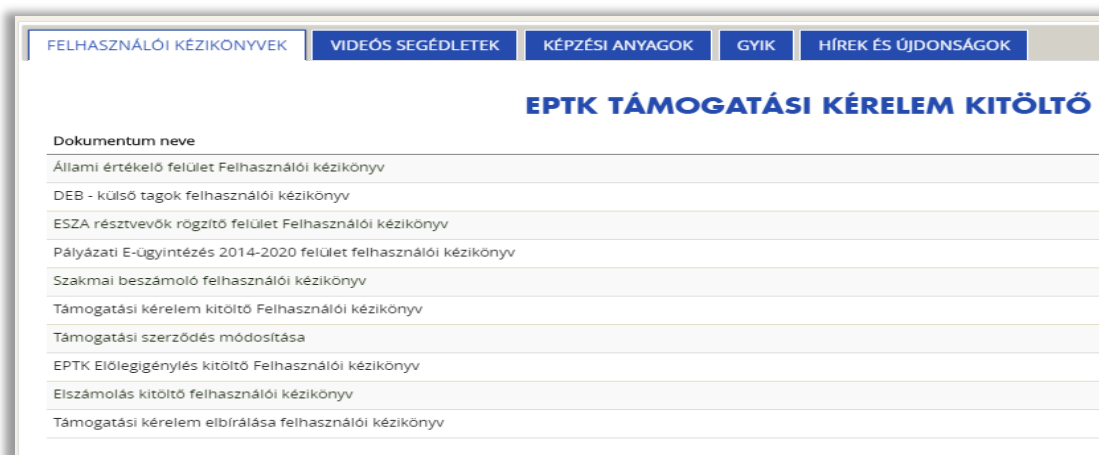 FELHASZNÁLÓI KÉZIKÖNYVEK VIDEÓS SEGÉDLETEK KÉPZÉSI ANYAGOK GYIK HÍREK ÉS ÚJDONSÁGOK
EPTK TÁMOGATÁSI KÉRELEM KITÖLTŐ
Dokumentum neve
Állami értékelő felület Felhasználói kézikönyv
DEB - külső tagok felhasználói kézikönyv
ESZA résztvevők rögzítő felület Felhasználói kézikönyv
Pályázati E-ügyintézés 2014-2020 felület felhasználói kézikönyv
Szakmai beszámoló felhasználói kézikönyv
Támogatási kérelem kitöltő Felhasználói kézikönyv
Támogatási szerződés módosítása
EPTK Előlegigénylés kitöltő Felhasználói kézikönyv
Elszámolás kitöltő felhasználói kézikönyv
Támogatási kérelem elbírálása felhasználói kézikönyv